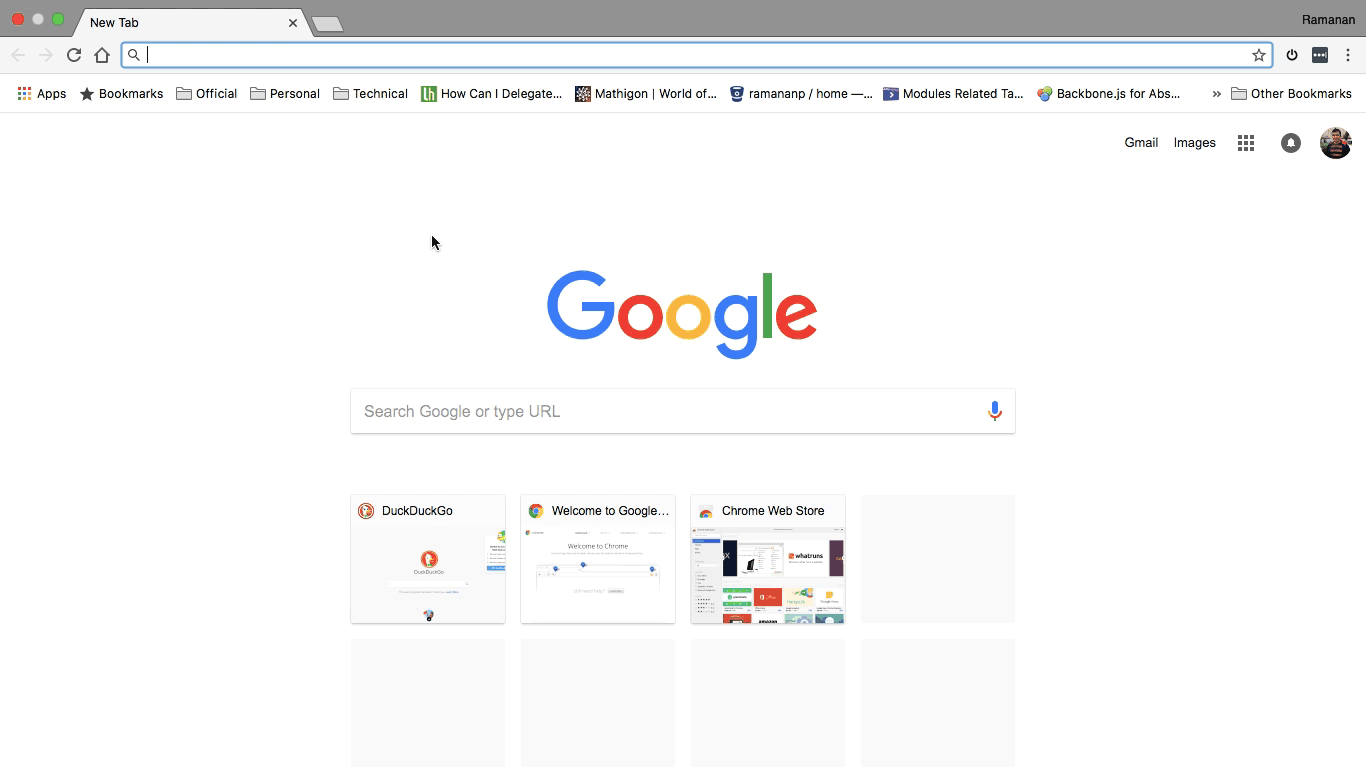 New Tab
Ramanan
Apps Bookmarks Official Personal Technical How Can I Delegate... Mathigon | World of... ramananp / home —... Modules Related Ta... Backbone.js for Abs... » Other Bookmarks
Gmail Images
Google
Search Google or type URL
DuckDuckGo Welcome to Google... Chrome Web Store
DuckDuckGo
Welcome to Chrome
whatruns
amazon